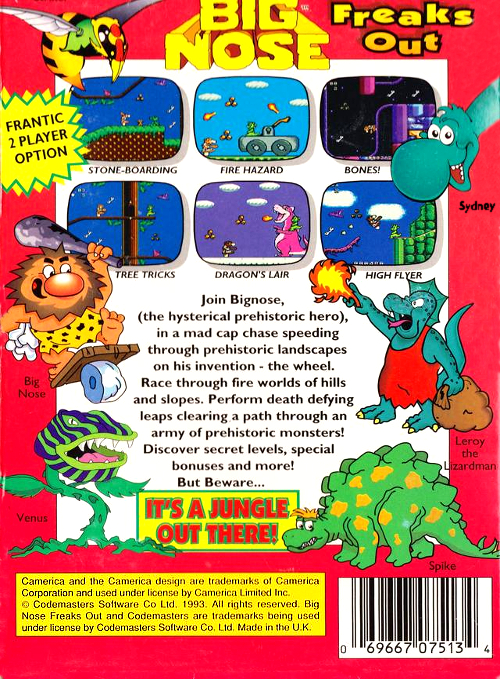 BIG
NOSE™
Freaks
Out
FRANTIC
2 PLAYER
OPTION
STONE-BOARDING
FIRE HAZARD
BONES!
Sydney
TREE TRICKS
DRAGON'S LAIR
HIGH FLYER
Join Bignose,
(the hysterical prehistoric hero),
in a mad cap chase speeding
through prehistoric landscapes
on his invention - the wheel.
Race through fire worlds of hills
and slopes. Perform death defying
leaps clearing a path through an
army of prehistoric monsters!
Discover secret levels, special
bonuses and more!
But Beware...
Big
Nose
Leroy
the
Lizardman
Venus
IT'S A JUNGLE
OUT THERE!
Spike
Camerica and the Camerica design are trademarks of Camerica
Corporation and used under license by Camerica Limited Inc.
© Codemasters Software Co Ltd. 1993. All rights reserved. Big
Nose Freaks Out and Codemasters are trademarks being used
under license by Codemasters Software Co. Ltd. Made in the U.K.
0 69667 07513 4